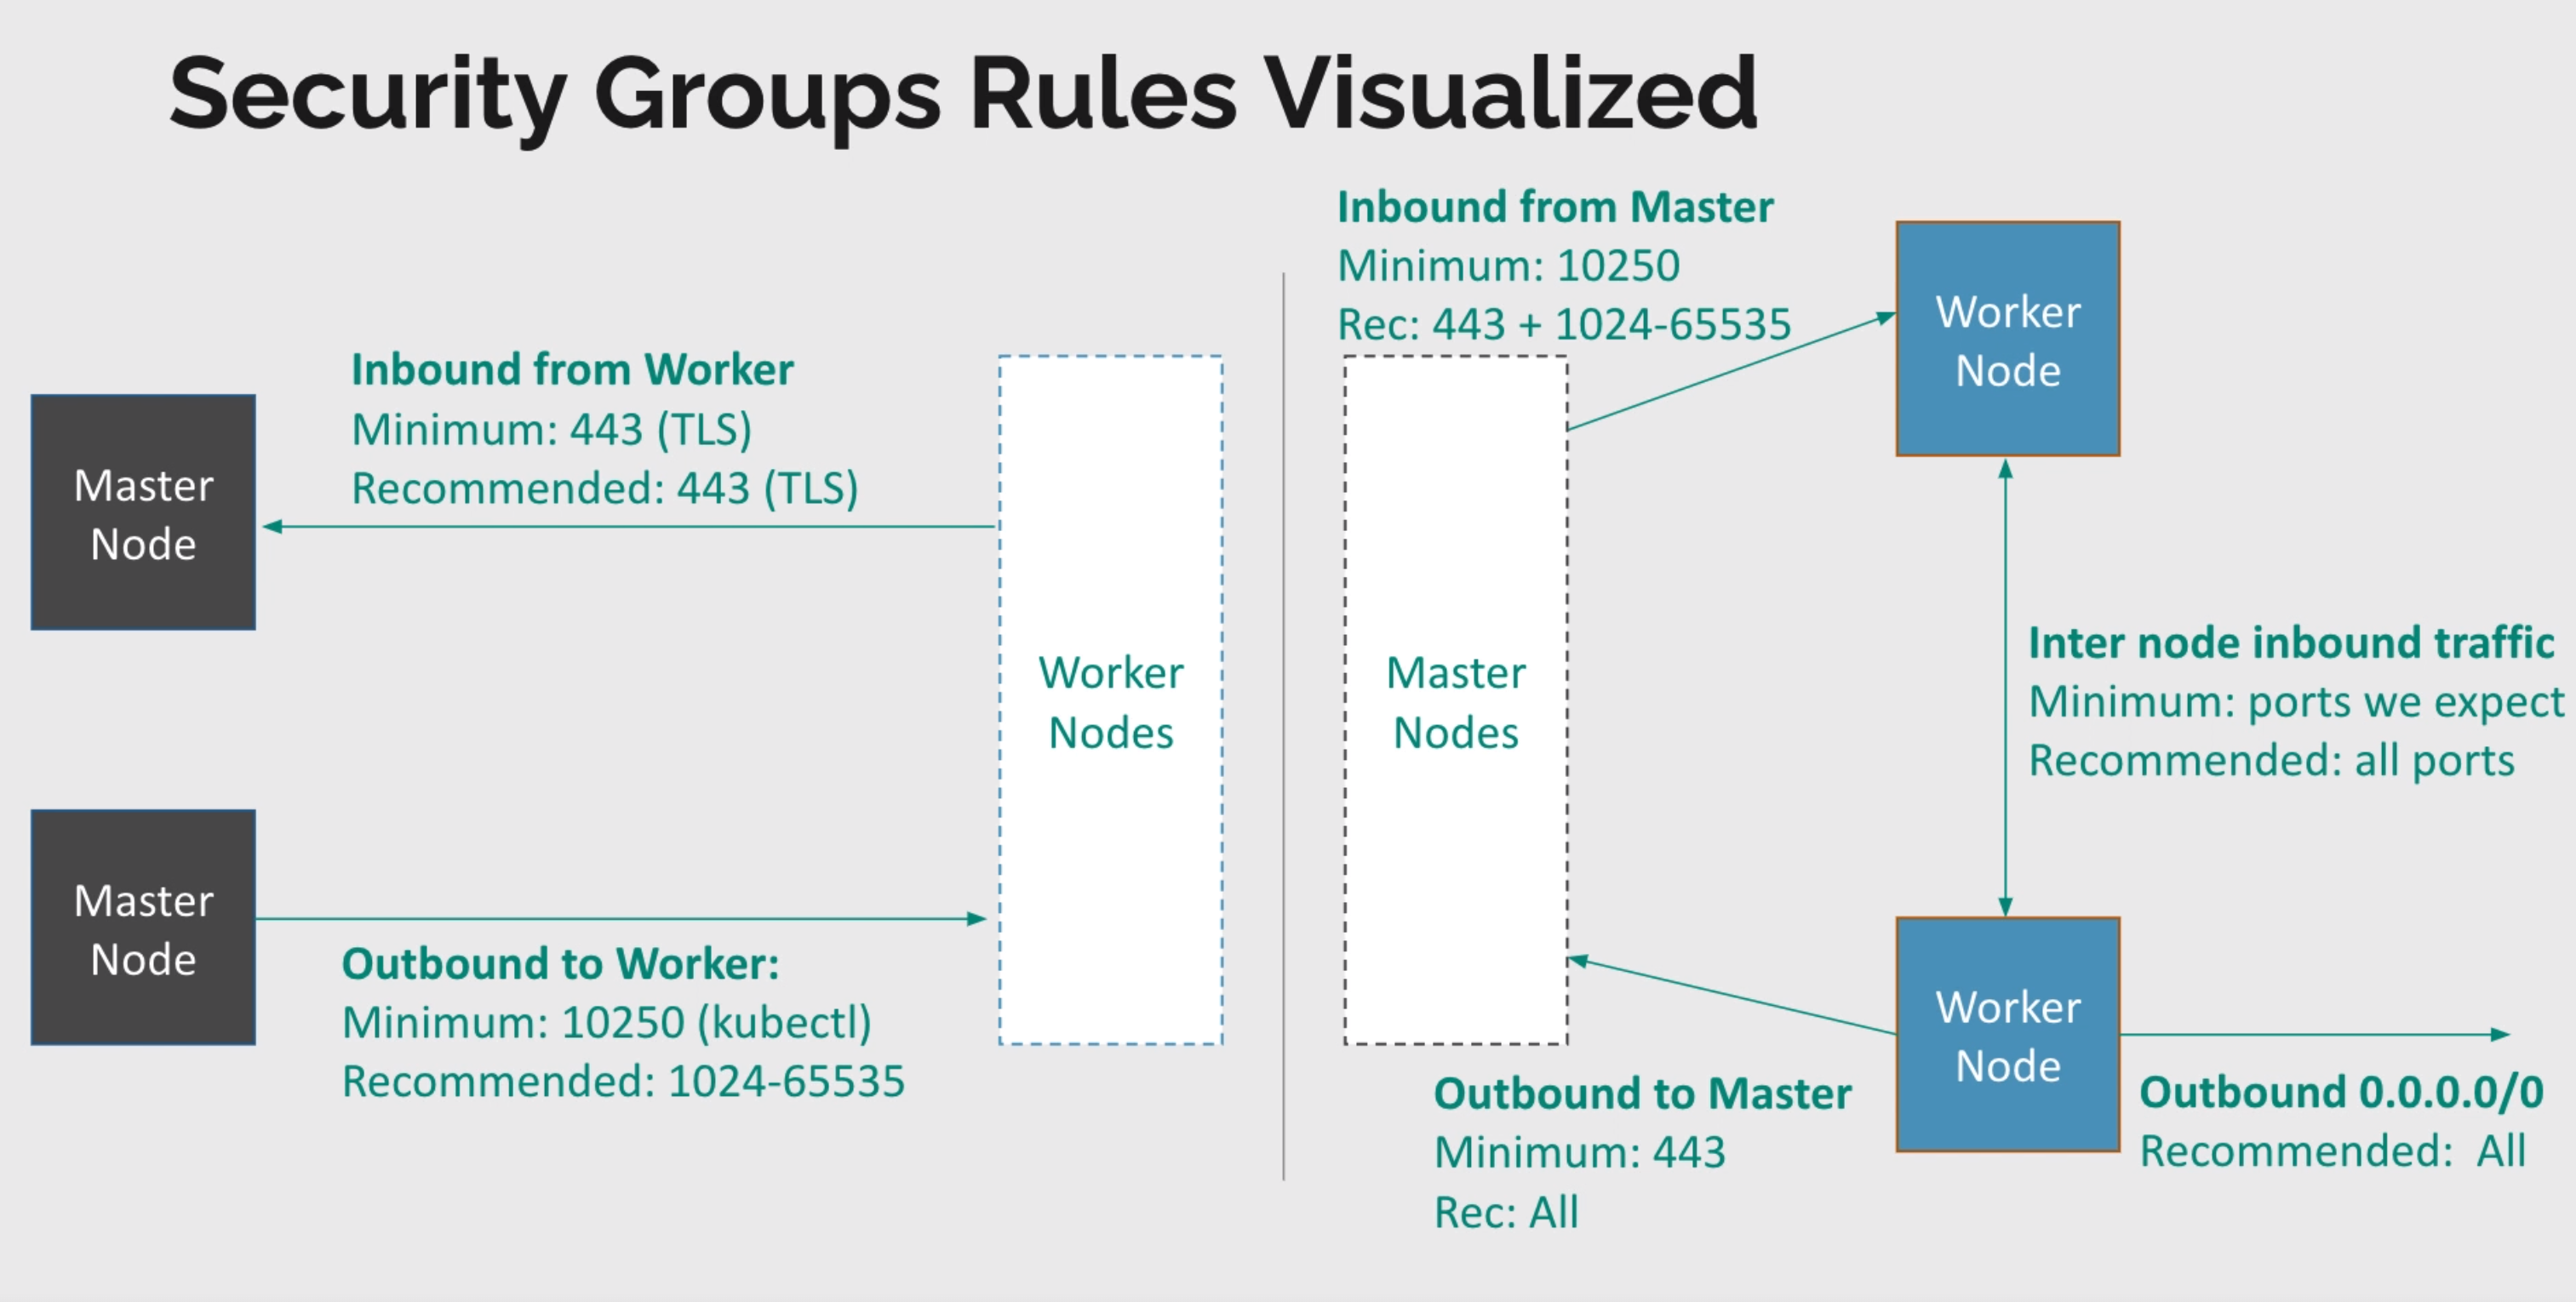 Security Groups Rules Visualized
Inbound from Worker
Minimum: 443 (TLS)
Recommended: 443 (TLS)
Master
Node
Worker
Nodes
Master
Node
Outbound to Worker:
Minimum: 10250 (kubectl)
Recommended: 1024-65535
Inbound from Master
Minimum: 10250
Rec: 443 + 1024-65535
Worker
Node
Master
Nodes
Inter node inbound traffic
Minimum: ports we expect
Recommended: all ports
Worker
Node
Outbound to Master
Minimum: 443
Rec: All
Outbound 0.0.0.0/0
Recommended:  All